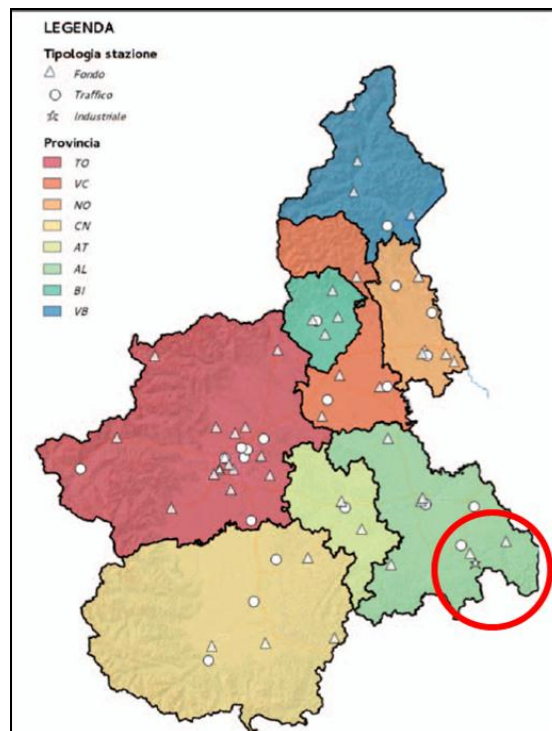 LEGENDA
Tipologia stazione
Fondo
Traffico
Industriale
Provincia
TO
VC
NO
CN
AT
AL
BI
VB